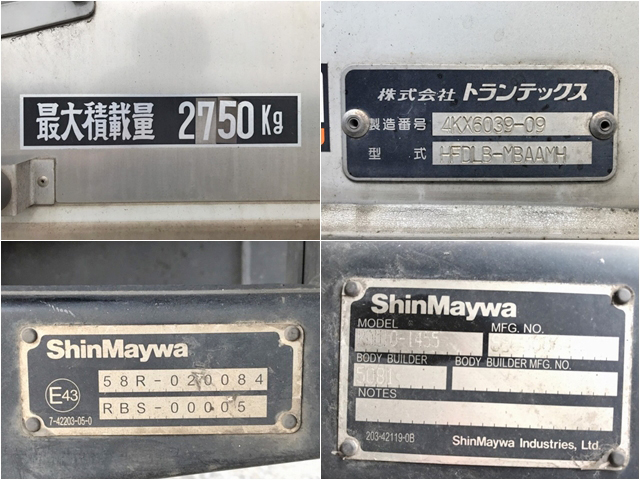 最大積載量 2750 Kg
株式会社 トランテックス
製造番号 4KX6039-09
型式 HFDLB-MBAAMH
ShinMaywa
E43
58R-020084
RBS-00005
7-42203-05-0
ShinMaywa
MODEL MFG. NO.
BODY BUILDER BODY BUILDER MFG. NO.
NOTES
203-42119-0B ShinMaywa Industries, Ltd.